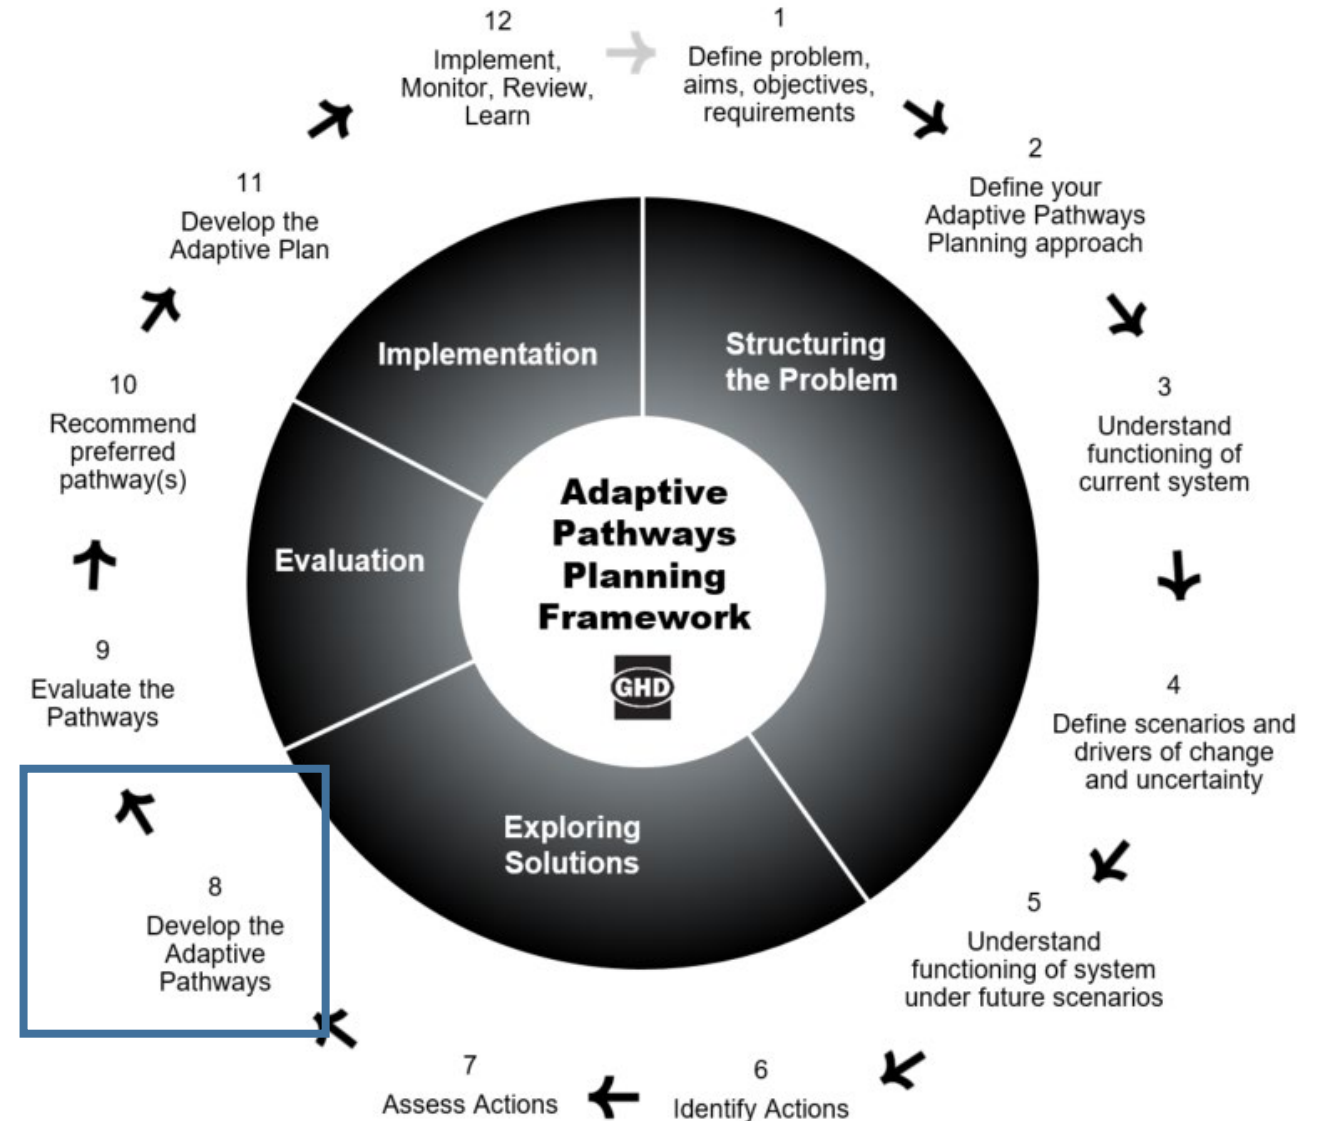 12
Implement,
Monitor, Review,
Learn
1
Define problem,
aims, objectives,
requirements
2
Define your
Adaptive Pathways
Planning approach
3
Understand
functioning of
current system
4
Define scenarios and
drivers of change
and uncertainty
5
Understand
functioning of system
under future scenarios
6
Identify Actions
7
Assess Actions
8
Develop the
Adaptive
Pathways
9
Evaluate the
Pathways
10
Recommend
preferred
pathway(s)
11
Develop the
Adaptive Plan
Structuring
the Problem
Exploring
Solutions
Evaluation
Implementation
Adaptive
Pathways
Planning
Framework
GHD